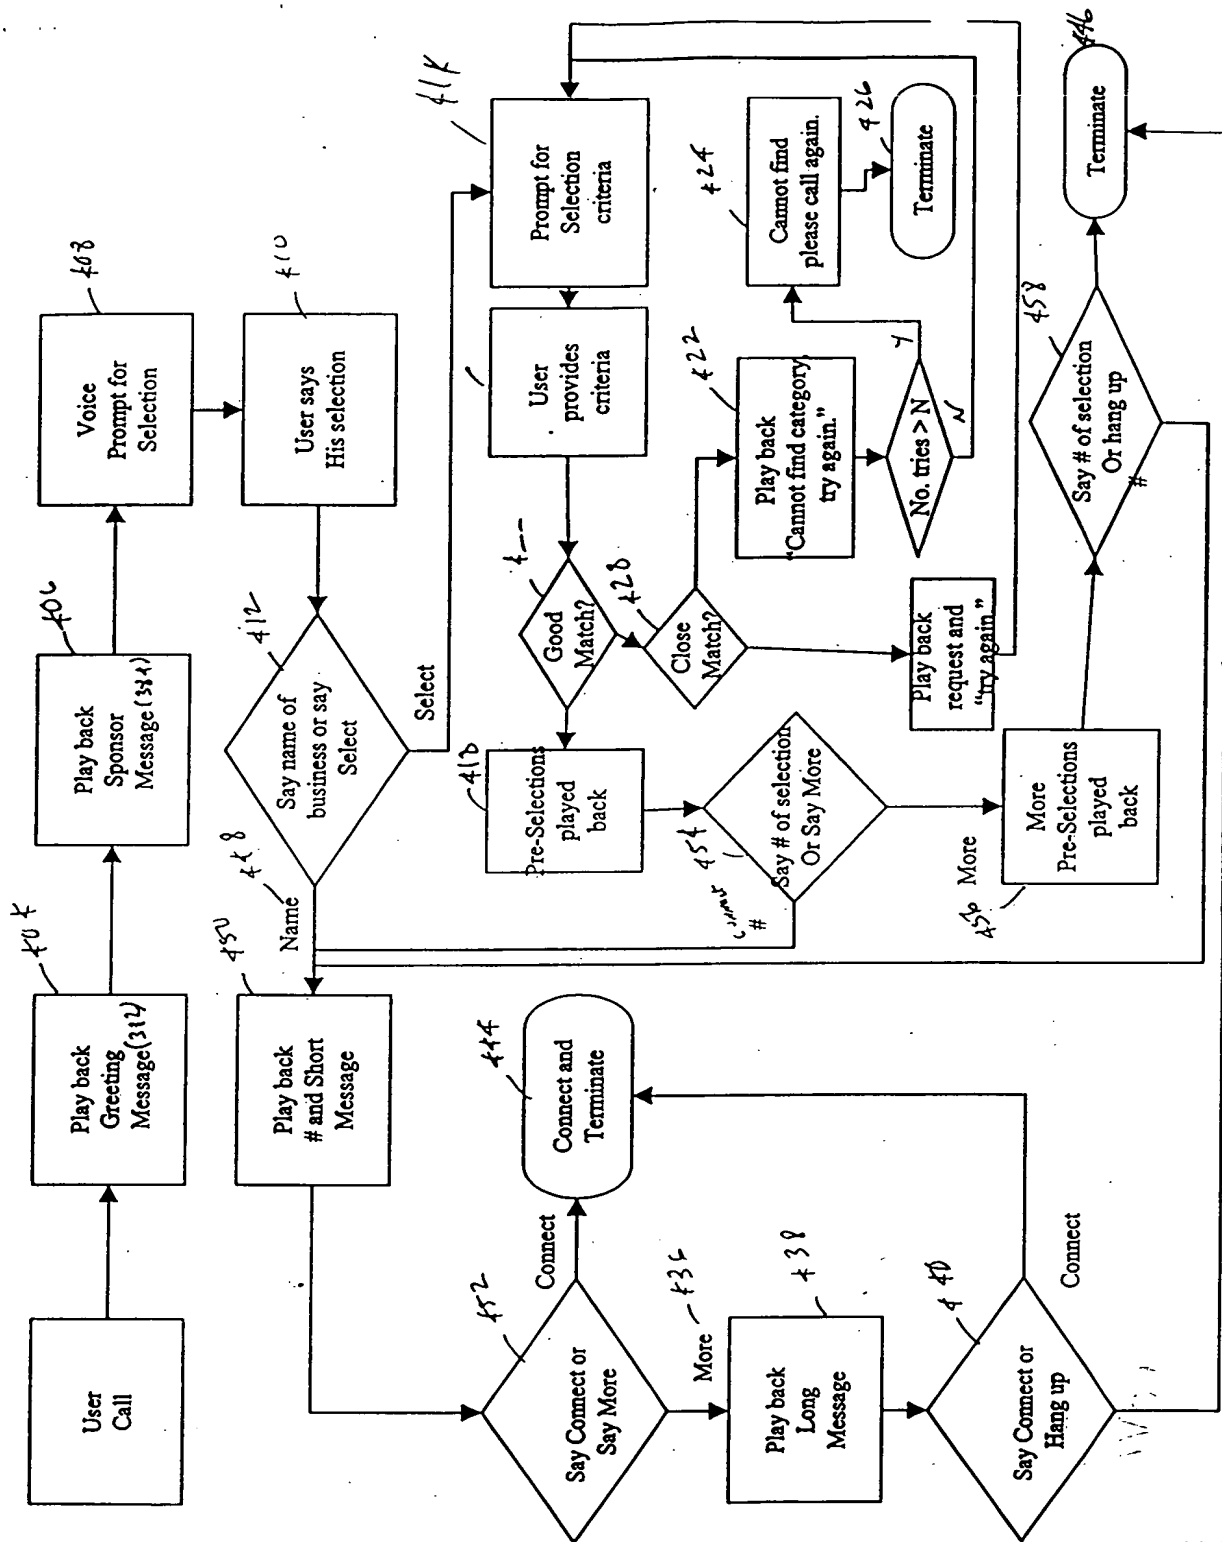 User
Call
Play back
Greeting
Message(312)
404
Play back
Sponsor
Message(384)
406
Voice
Prompt for
Selection
408
User says
His selection
410
Say name of
business or say
Select
412
Name
448
Select
Play back
# and Short
Message
450
Say Connect or
Say More
452
Connect
Connect and
Terminate
444
More
436
Play back
Long
Message
438
Say Connect or
Hang up
440
Connect
Prompt for
Selection
criteria
414
User
provides
criteria
Good
Match?
Close
Match?
428
Pre-Selections
played
back
418
Say # of selection
Or Say More
454
#
More
More
Pre-Selections
played
back
456
Say # of selection
Or hang up
#
458
Terminate
446
Play back
"Cannot find category,
try again."
422
No. tries > N
Y
N
Cannot find
please call again.
424
Terminate
426
Play back
request and
"try again"